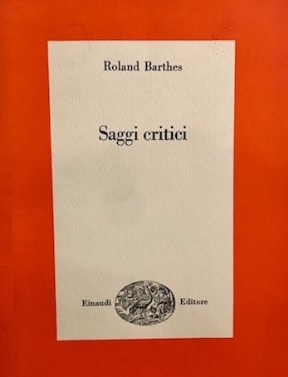 Roland Barthes
Saggi critici
Einaudi Editore